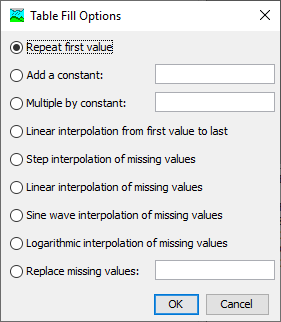 Table Fill Options
Repeat first value
Add a constant:
Multiple by constant:
Linear interpolation from first value to last
Step interpolation of missing values
Linear interpolation of missing values
Sine wave interpolation of missing values
Logarithmic interpolation of missing values
Replace missing values:
OK Cancel